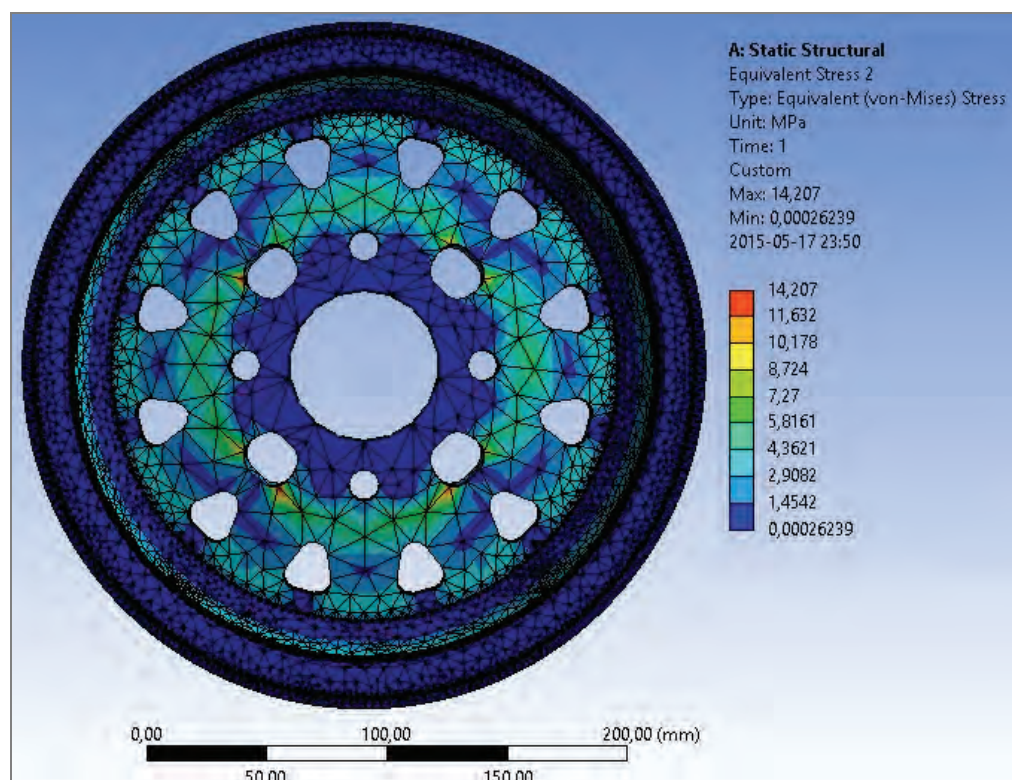 A: Static Structural
Equivalent Stress 2
Type: Equivalent (von-Mises) Stress
Unit: MPa
Time: 1
Custom
Max: 14,207
Min: 0,00026239
2015-05-17 23:50
14,207
11,632
10,178
8,724
7,27
5,8161
4,3621
2,9082
1,4542
0,00026239
0,00 100,00 200,00 (mm)
50,00 150,00